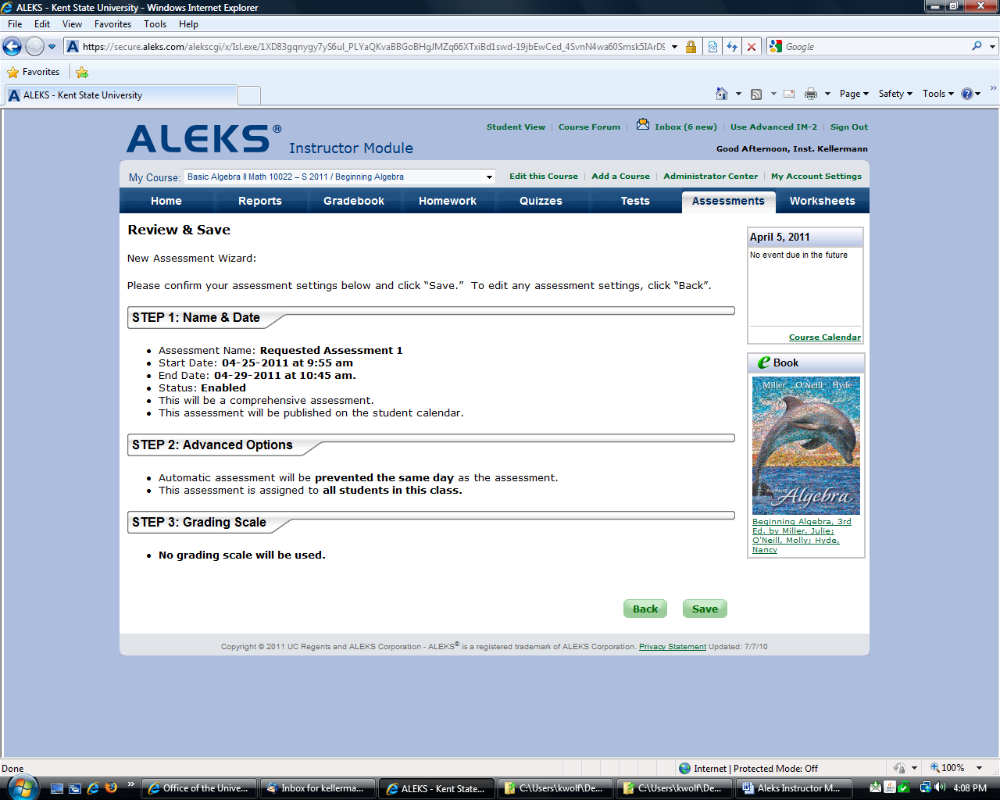 ALEKS - Kent State University - Windows Internet Explorer
File Edit View Favorites Tools Help
Google
Favorites
ALEKS - Kent State University
Page Safety Tools
ALEKS® Instructor Module
Student View | Course Forum | Inbox (6 new) | Use Advanced IM-2 | Sign Out
Good Afternoon, Inst. Kellermann
My Course: Basic Algebra II Math 10022 – S 2011 / Beginning Algebra
Edit this Course | Add a Course | Administrator Center | My Account Settings
Home Reports Gradebook Homework Quizzes Tests Assessments Worksheets
Review & Save
New Assessment Wizard:
Please confirm your assessment settings below and click “Save.” To edit any assessment settings, click “Back”.
STEP 1: Name & Date
• Assessment Name: Requested Assessment 1
• Start Date: 04-25-2011 at 9:55 am
• End Date: 04-29-2011 at 10:45 am.
• Status: Enabled
• This will be a comprehensive assessment.
• This assessment will be published on the student calendar.
STEP 2: Advanced Options
• Automatic assessment will be prevented the same day as the assessment.
• This assessment is assigned to all students in this class.
STEP 3: Grading Scale
• No grading scale will be used.
Back Save
April 5, 2011
No event due in the future
Course Calendar
e Book
Miller O'Neill Hyde
Algebra
Beginning Algebra, 3rd
Ed. by Miller, Julie;
O'Neill, Molly; Hyde,
Nancy
Copyright © 2011 UC Regents and ALEKS Corporation - ALEKS® is a registered trademark of ALEKS Corporation. Privacy Statement Updated: 7/7/10
Done
Internet | Protected Mode: Off
100%
Office of the Unive...
Inbox for kellerma...
ALEKS - Kent State...
C:\Users\kwolf\De...
C:\Users\kwolf\De...
Aleks Instructor M...
4:08 PM